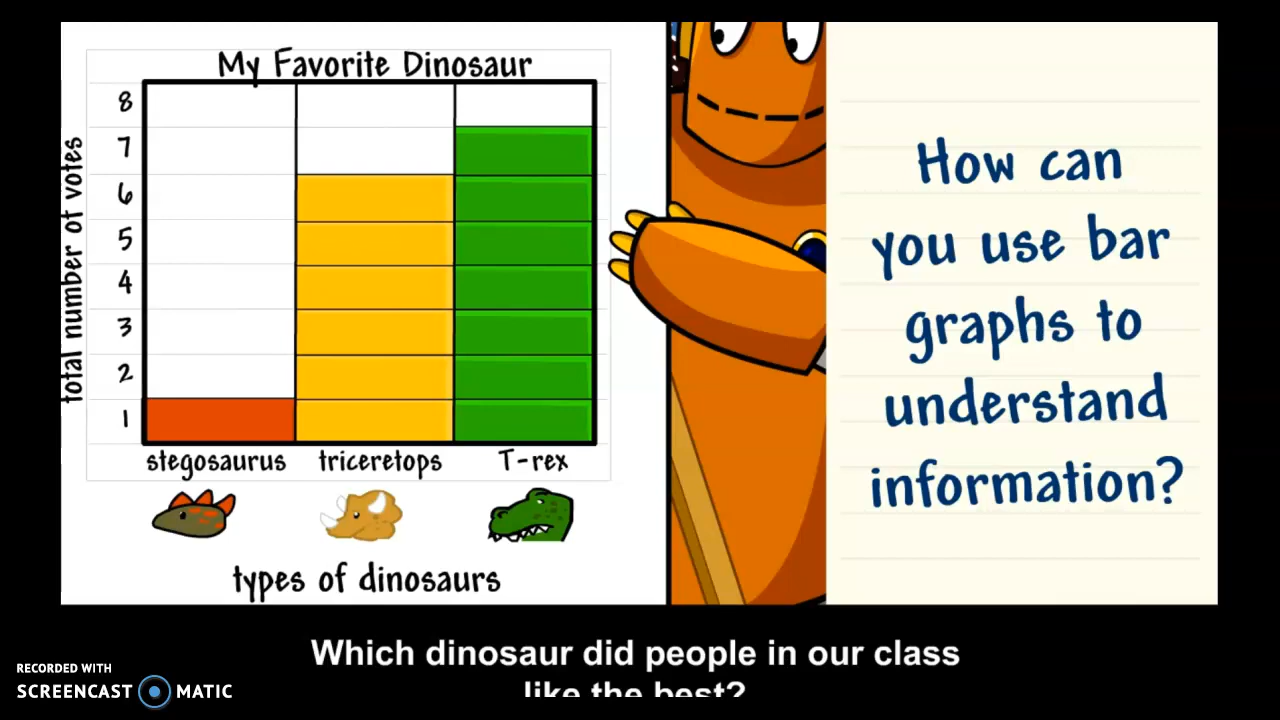 My Favorite Dinosaur
total number of votes
8
7
6
5
4
3
2
1
stegosaurus triceretops T-rex
types of dinosaurs
How can
you use bar
graphs to
understand
information?
Which dinosaur did people in our class
like the best?
RECORDED WITH
SCREENCAST MATIC